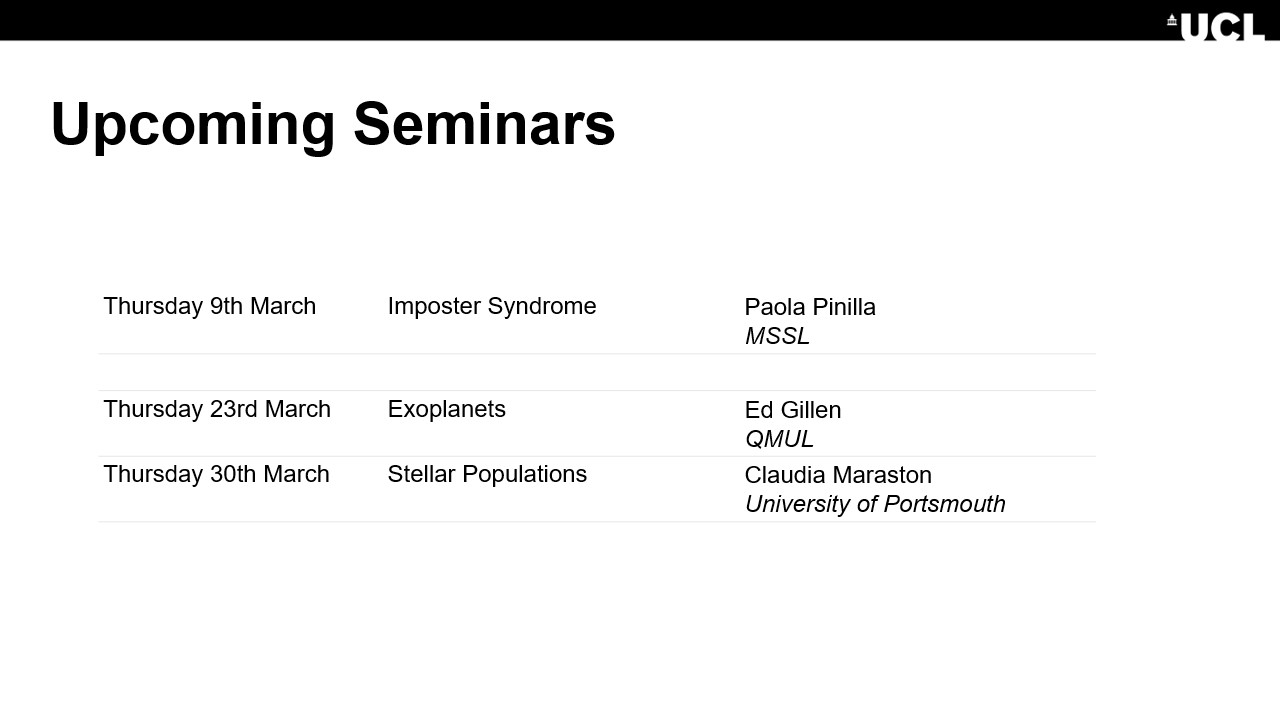 UCL
Upcoming Seminars
Thursday 9th March Imposter Syndrome Paola Pinilla
MSSL
Thursday 23rd March Exoplanets Ed Gillen
QMUL
Thursday 30th March Stellar Populations Claudia Maraston
University of Portsmouth